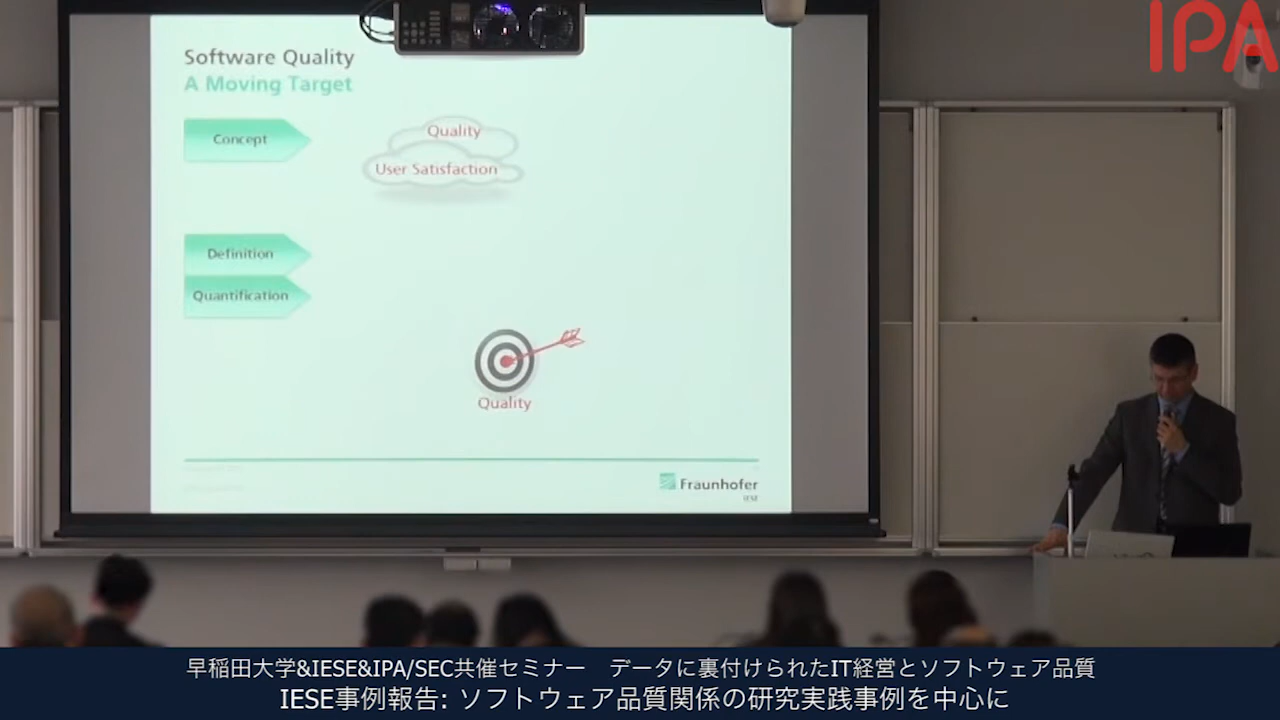 IPA
Software Quality
A Moving Target
Concept
Quality
User Satisfaction
Definition
Quantification
Quality
Fraunhofer
IESE
早稲田大学&IESE&IPA/SEC共催セミナー　データに裏付けられたIT経営とソフトウェア品質
IESE事例報告: ソフトウェア品質関係の研究実践事例を中心に